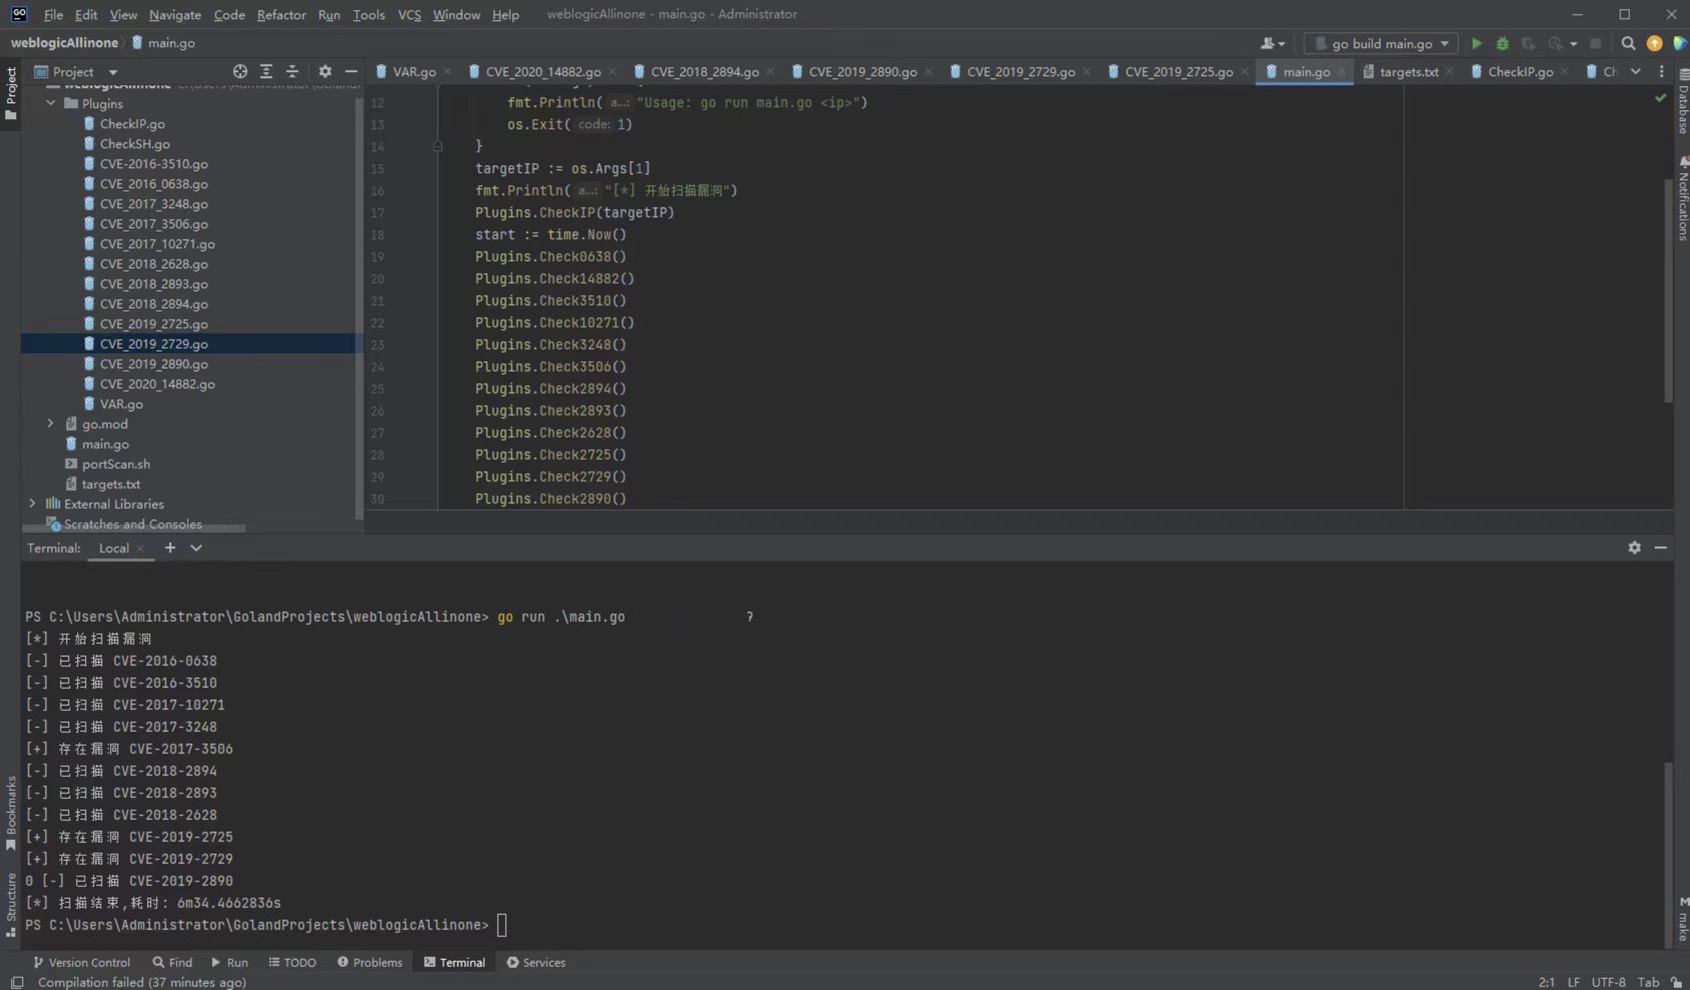 GO File Edit View Navigate Code Refactor Run Tools VCS Window Help weblogicAllinone - main.go - Administrator
weblogicAllinone main.go go build main.go
Project VAR.go CVE_2020_14882.go CVE_2018_2894.go CVE_2019_2890.go CVE_2019_2729.go CVE_2019_2725.go main.go targets.txt CheckIP.go Ch
Project
Plugins
CheckIP.go
CheckSH.go
CVE-2016-3510.go
CVE_2016_0638.go
CVE_2017_3248.go
CVE_2017_3506.go
CVE_2017_10271.go
CVE_2018_2628.go
CVE_2018_2893.go
CVE_2018_2894.go
CVE_2019_2725.go
CVE_2019_2729.go
CVE_2019_2890.go
CVE_2020_14882.go
VAR.go
go.mod
main.go
portScan.sh
targets.txt
External Libraries
Scratches and Consoles
12 fmt.Println( a...: "Usage: go run main.go <ip>")
13 os.Exit( code: 1)
14 }
15 targetIP := os.Args[1]
16 fmt.Println( a...: "[*] 开始扫描漏洞")
17 Plugins.CheckIP(targetIP)
18 start := time.Now()
19 Plugins.Check0638()
20 Plugins.Check14882()
21 Plugins.Check3510()
22 Plugins.Check10271()
23 Plugins.Check3248()
24 Plugins.Check3506()
25 Plugins.Check2894()
26 Plugins.Check2893()
27 Plugins.Check2628()
28 Plugins.Check2725()
29 Plugins.Check2729()
30 Plugins.Check2890()
Database
Notifications
make
Terminal: Local
PS C:\Users\Administrator\GolandProjects\weblogicAllinone> go run .\main.go
[*] 开始扫描漏洞
[-] 已扫描 CVE-2016-0638
[-] 已扫描 CVE-2016-3510
[-] 已扫描 CVE-2017-10271
[-] 已扫描 CVE-2017-3248
[+] 存在漏洞 CVE-2017-3506
[-] 已扫描 CVE-2018-2894
[-] 已扫描 CVE-2018-2893
[-] 已扫描 CVE-2018-2628
[+] 存在漏洞 CVE-2019-2725
[+] 存在漏洞 CVE-2019-2729
0 [-] 已扫描 CVE-2019-2890
[*] 扫描结束,耗时: 6m34.4662836s
PS C:\Users\Administrator\GolandProjects\weblogicAllinone>
Bookmarks
Structure
Version Control Find Run TODO Problems Terminal Services
Compilation failed (37 minutes ago) 2:1 LF UTF-8 Tab